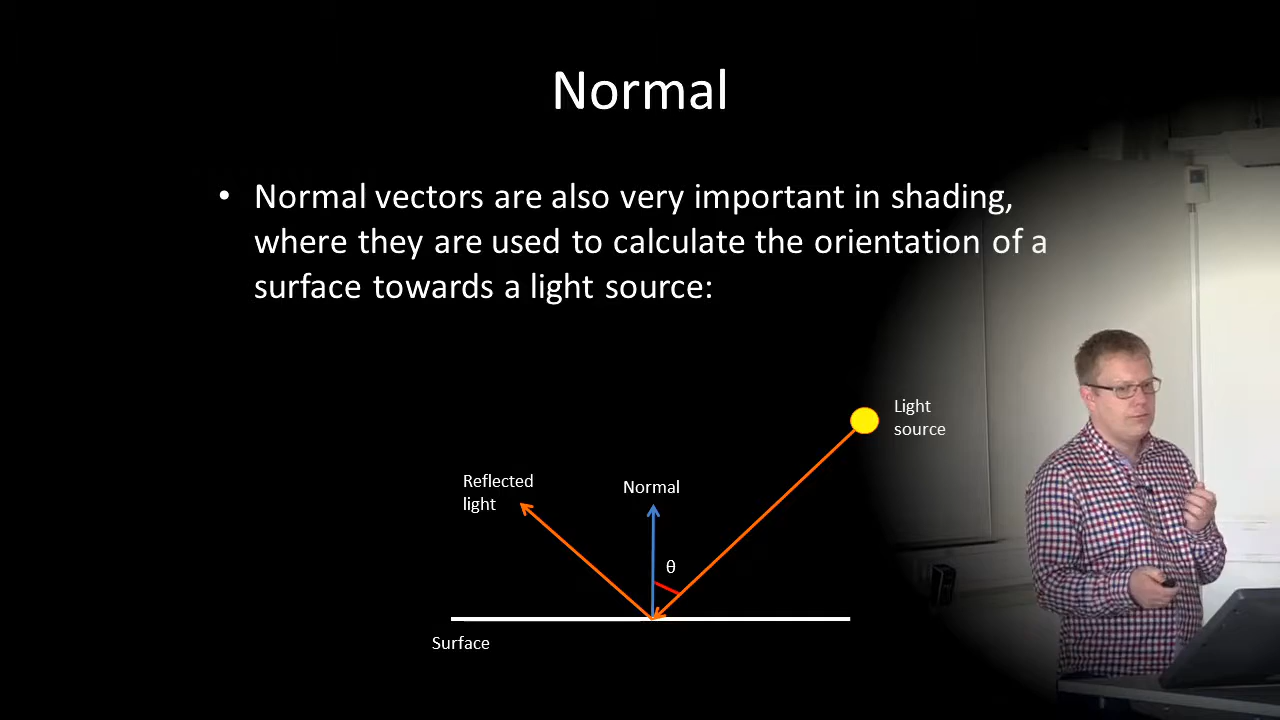 Normal
• Normal vectors are also very important in shading,
where they are used to calculate the orientation of a
surface towards a light source:
Light
source
Reflected
light
Normal
θ
Surface